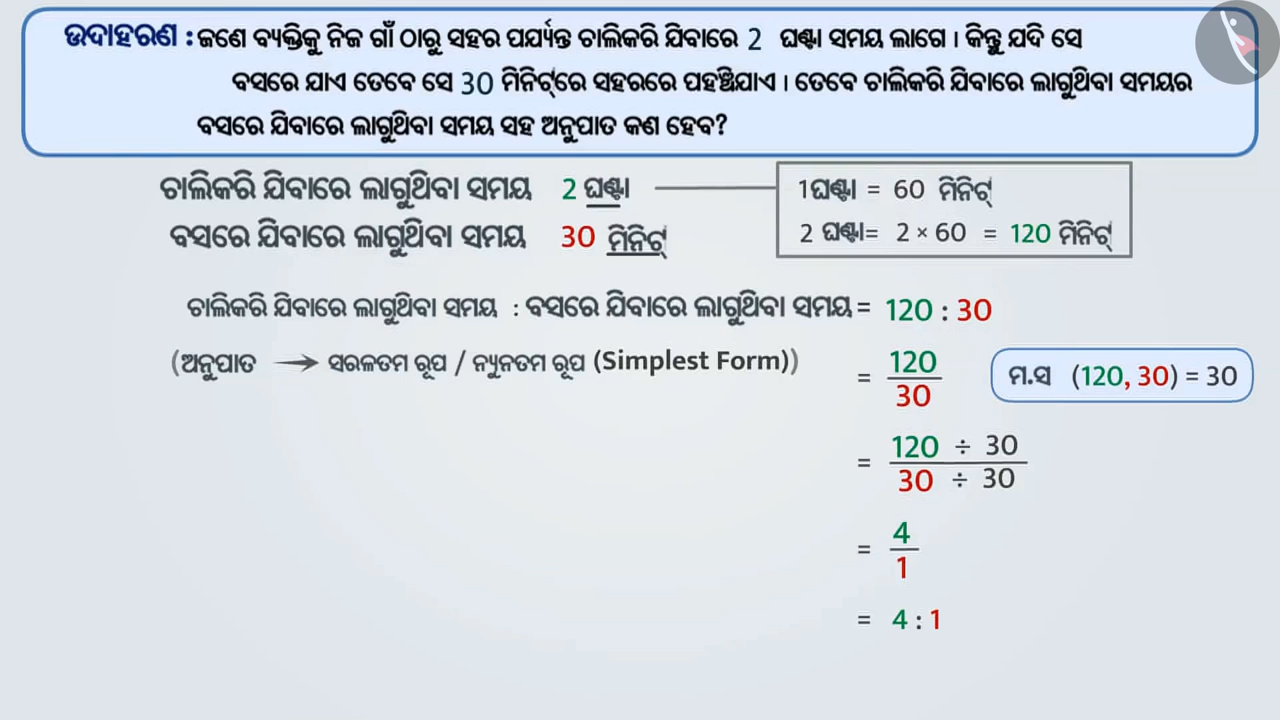 ଉଦାହରଣ : ଜଣେ ବ୍ୟକ୍ତିକୁ ନିଜ ଗାଁ ଠାରୁ ସହର ପର୍ଯ୍ୟନ୍ତ ଚାଲିକରି ଯିବାରେ 2 ଘଣ୍ଟା ସମୟ ଲାଗେ । କିନ୍ତୁ ଯଦି ସେ
ବସରେ ଯାଏ ତେବେ ସେ 30 ମିନିଟ୍‌ରେ ସହରରେ ପହଞ୍ଚିଯାଏ । ତେବେ ଚାଲିକରି ଯିବାରେ ଲାଗୁଥିବା ସମୟର
ବସରେ ଯିବାରେ ଲାଗୁଥିବା ସମୟ ସହ ଅନୁପାତ କଣ ହେବ?
ଚାଲିକରି ଯିବାରେ ଲାଗୁଥିବା ସମୟ 2 ଘଣ୍ଟା
1ଘଣ୍ଟା = 60 ମିନିଟ୍
ବସରେ ଯିବାରେ ଲାଗୁଥିବା ସମୟ 30 ମିନିଟ୍
2 ଘଣ୍ଟା= 2 × 60 = 120 ମିନିଟ୍
ଚାଲିକରି ଯିବାରେ ଲାଗୁଥିବା ସମୟ : ବସରେ ଯିବାରେ ଲାଗୁଥିବା ସମୟ = 120 : 30
(ଅନୁପାତ → ସରଳତମ ରୂପ / ନ୍ୟୁନତମ ରୂପ (Simplest Form))
= 120
30
ମ.ସ (120, 30) = 30
= 120 ÷ 30
30 ÷ 30
= 4
1
= 4 : 1